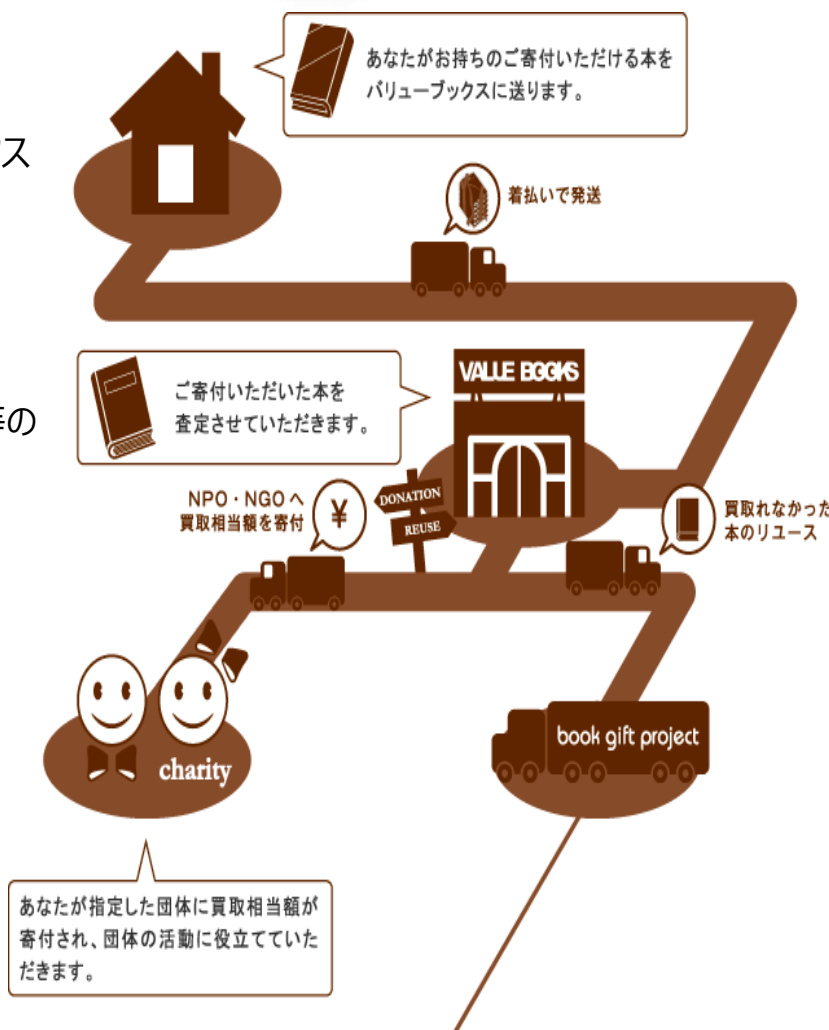 あなたがお持ちのご寄付いただける本を
バリューブックスに送ります。
ス
着払いで発送
VALUE BOOKS
ご寄付いただいた本を
査定させていただきます。
の
NPO・NGOへ
買取相当額を寄付
¥
DONATION
REUSE
買取れなかった
本のリユース
book gift project
charity
あなたが指定した団体に買取相当額が
寄付され、団体の活動に役立てていた
だきます。